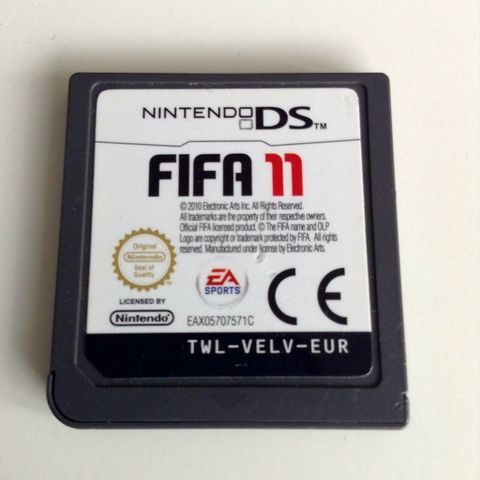 NINTENDO DS™
FIFA 11
© 2010 Electronic Arts Inc. All Rights Reserved.
All trademarks are the property of their respective owners.
Official FIFA licensed product. © The FIFA name and OLP
Logo are copyright or trademark protected by FIFA. All rights
reserved. Manufactured under license by Electronic Arts.
Original
Nintendo
Seal of
Quality
EA
SPORTS™
CE
LICENSED BY
Nintendo®
EAX05707571C
TWL-VELV-EUR